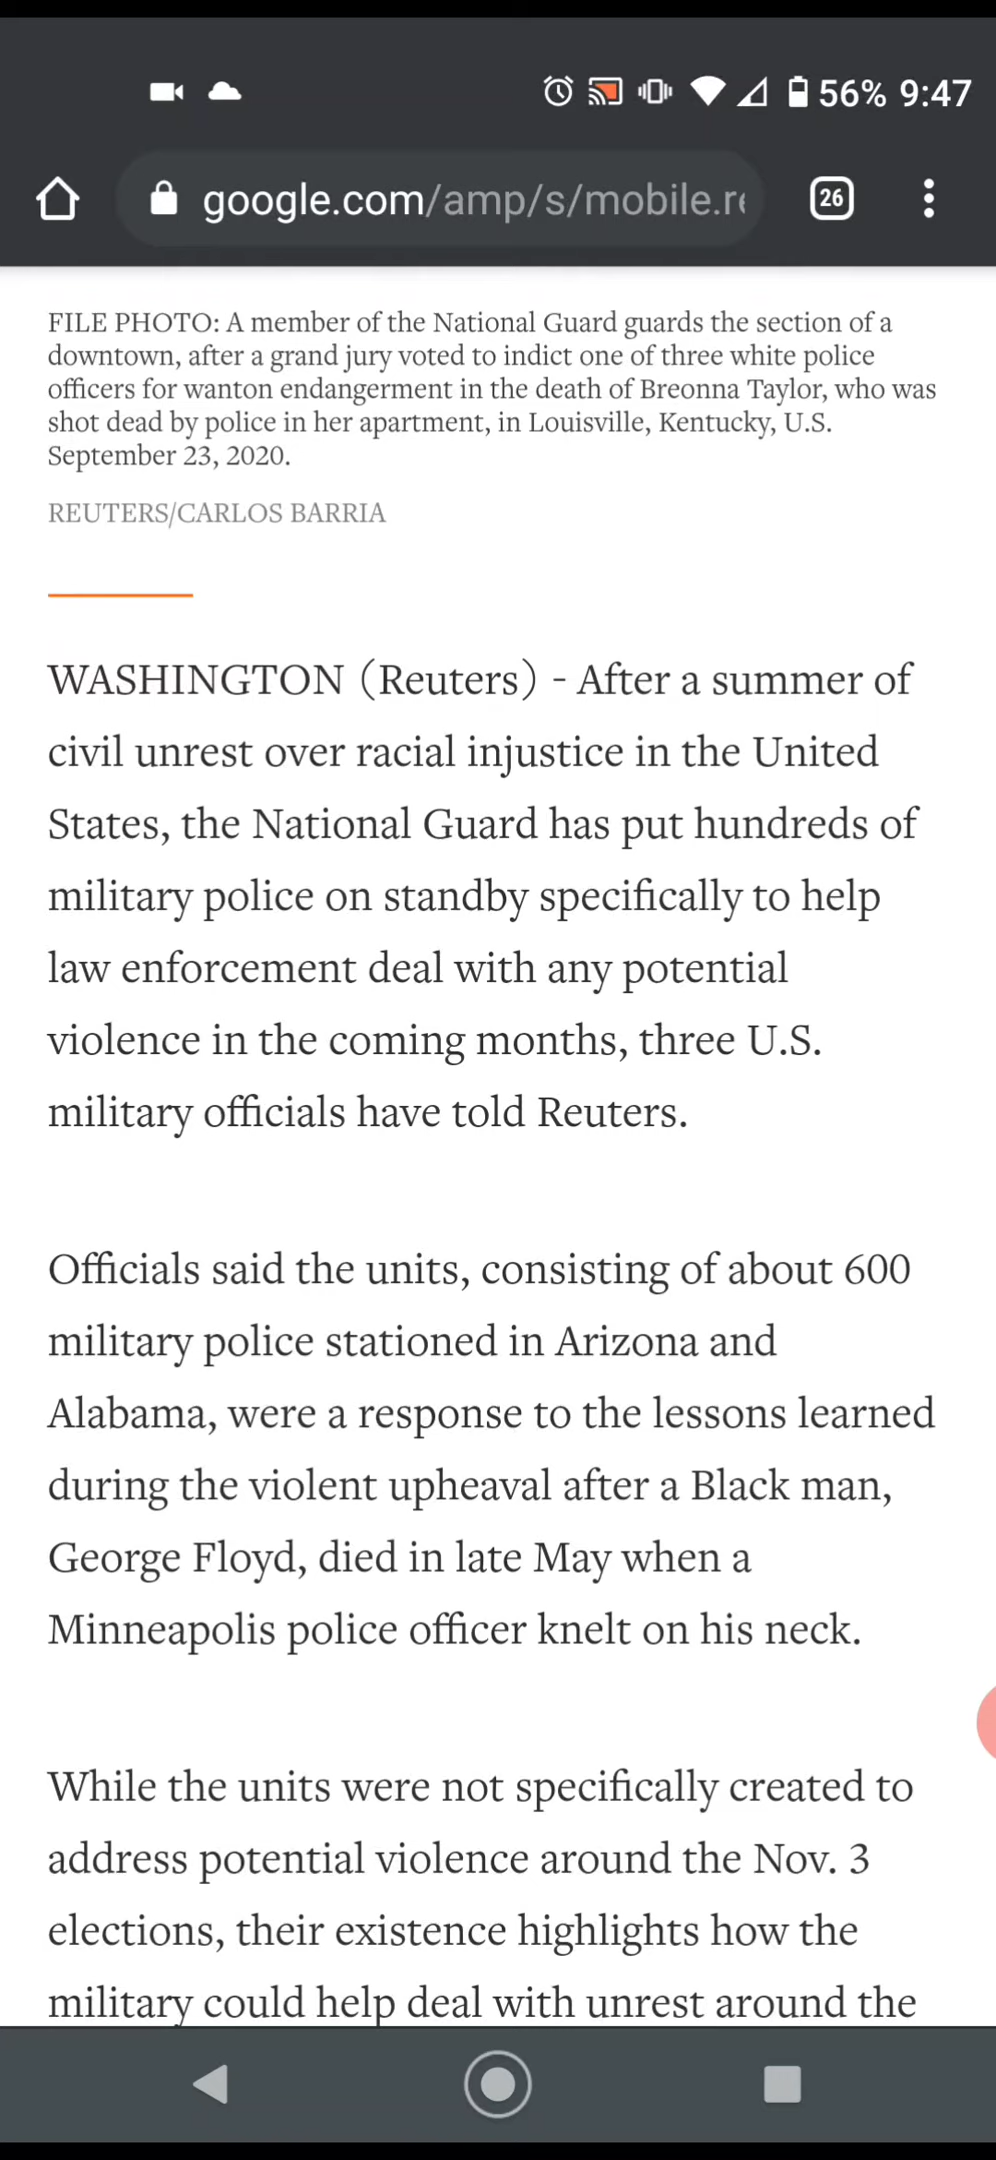 56% 9:47
google.com/amp/s/mobile.re
26
FILE PHOTO: A member of the National Guard guards the section of a
downtown, after a grand jury voted to indict one of three white police
officers for wanton endangerment in the death of Breonna Taylor, who was
shot dead by police in her apartment, in Louisville, Kentucky, U.S.
September 23, 2020.
REUTERS/CARLOS BARRIA
WASHINGTON (Reuters) - After a summer of
civil unrest over racial injustice in the United
States, the National Guard has put hundreds of
military police on standby specifically to help
law enforcement deal with any potential
violence in the coming months, three U.S.
military officials have told Reuters.
Officials said the units, consisting of about 600
military police stationed in Arizona and
Alabama, were a response to the lessons learned
during the violent upheaval after a Black man,
George Floyd, died in late May when a
Minneapolis police officer knelt on his neck.
While the units were not specifically created to
address potential violence around the Nov. 3
elections, their existence highlights how the
military could help deal with unrest around the